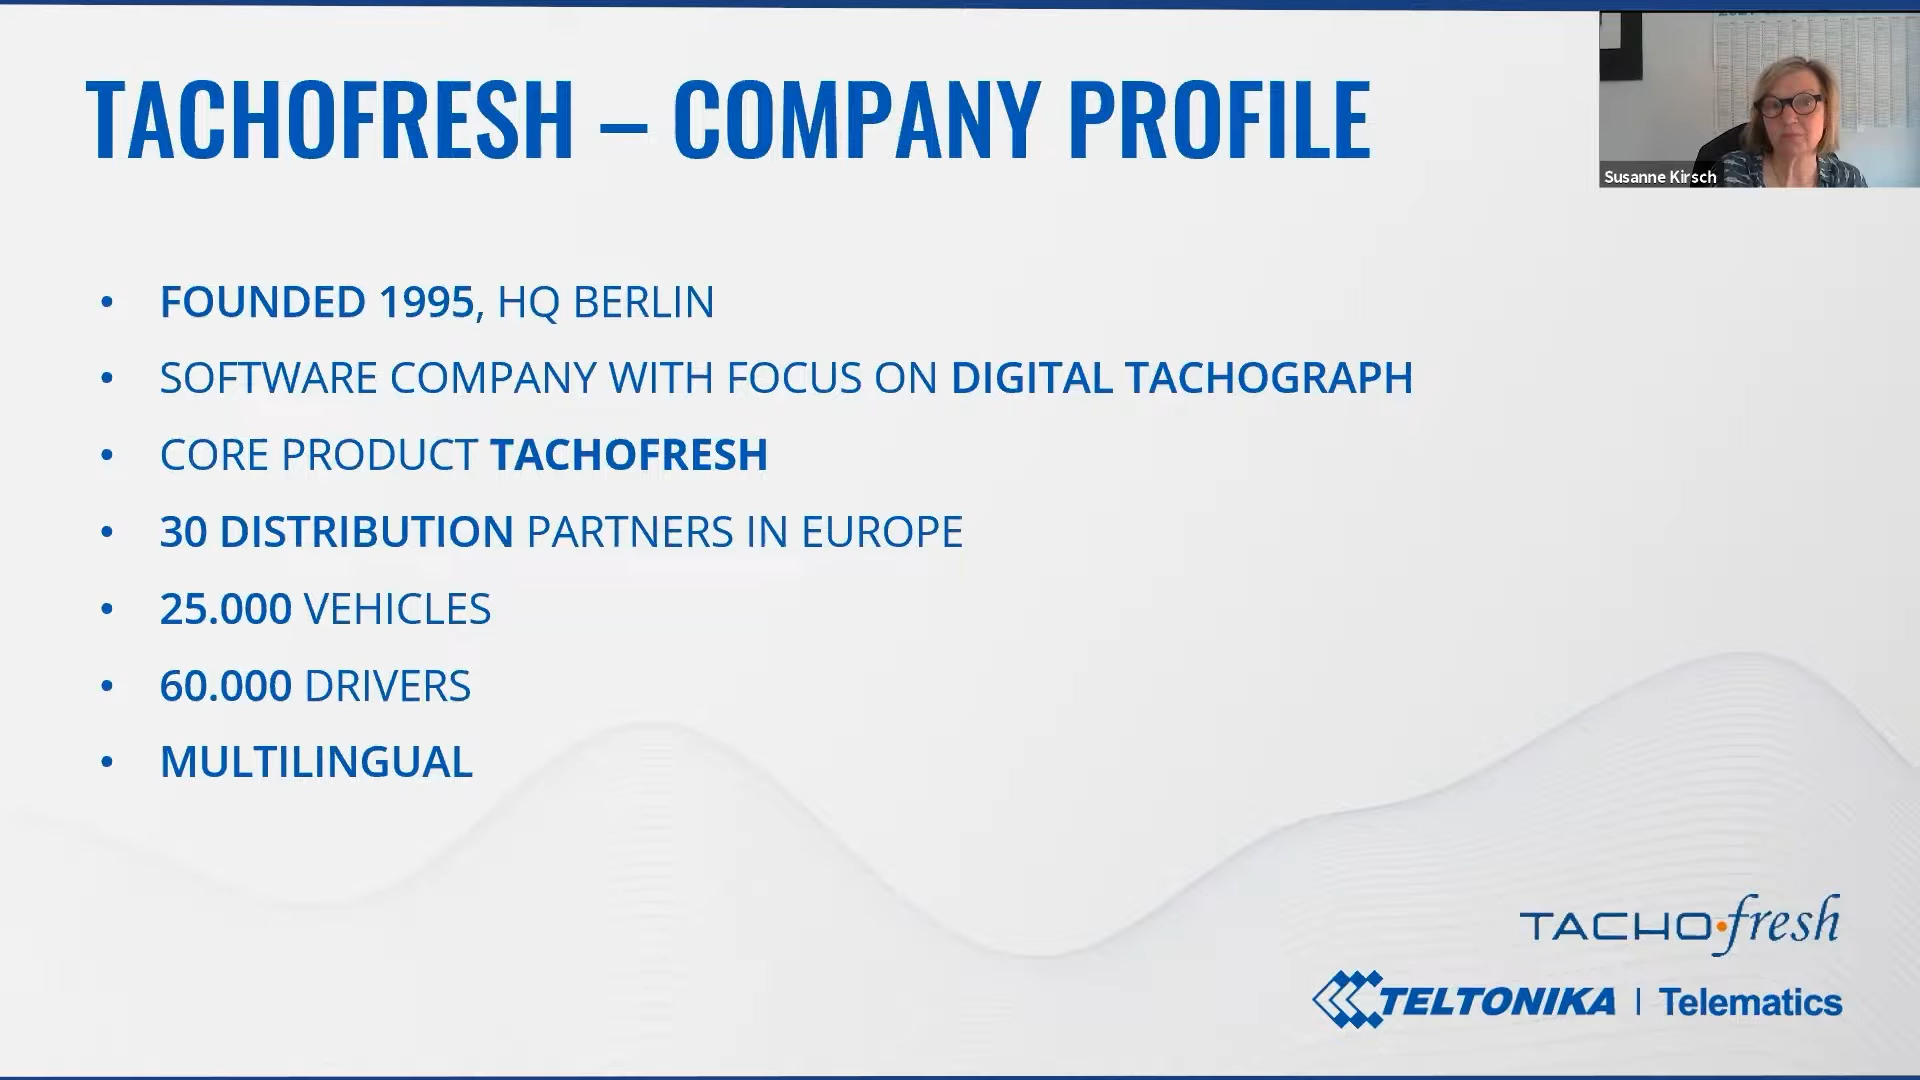 TACHOFRESH – COMPANY PROFILE
Susanne Kirsch
• FOUNDED 1995, HQ BERLIN
• SOFTWARE COMPANY WITH FOCUS ON DIGITAL TACHOGRAPH
• CORE PRODUCT TACHOFRESH
• 30 DISTRIBUTION PARTNERS IN EUROPE
• 25.000 VEHICLES
• 60.000 DRIVERS
• MULTILINGUAL
TACHO•fresh
TELTONIKA | Telematics